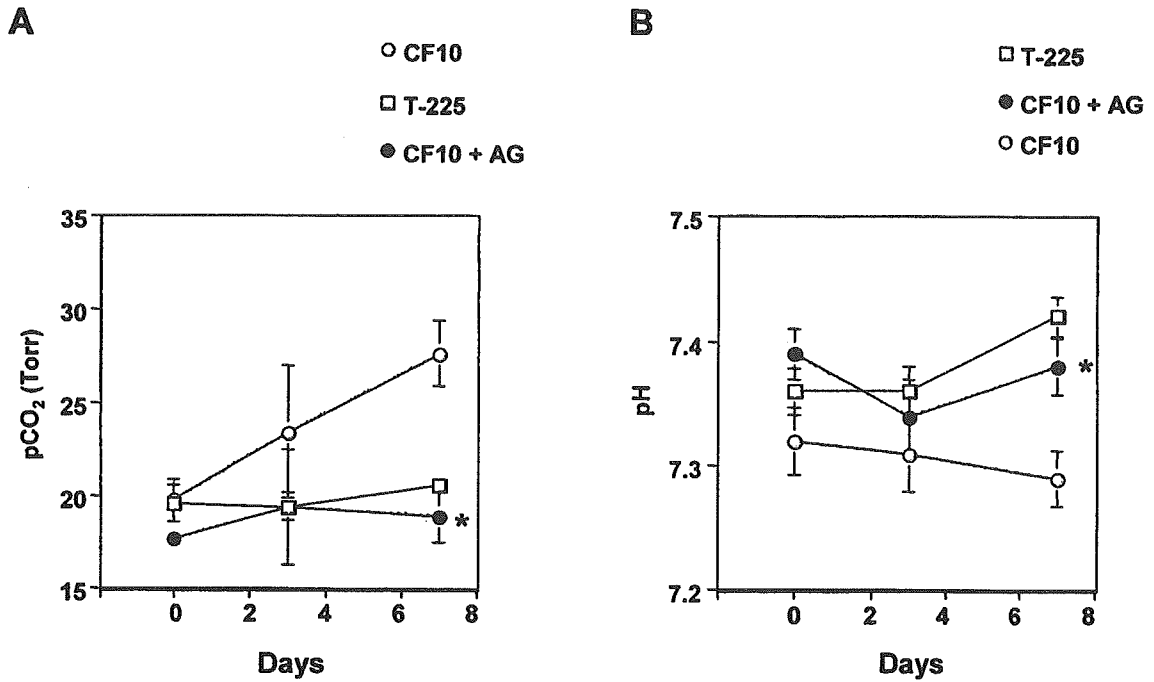 A
CF10
T-225
CF10 + AG
35
30
25
20
15
pCO2 (Torr)
*
0 2 4 6 8
Days
B
T-225
CF10 + AG
CF10
7.5
7.4
7.3
7.2
pH
*
0 2 4 6 8
Days